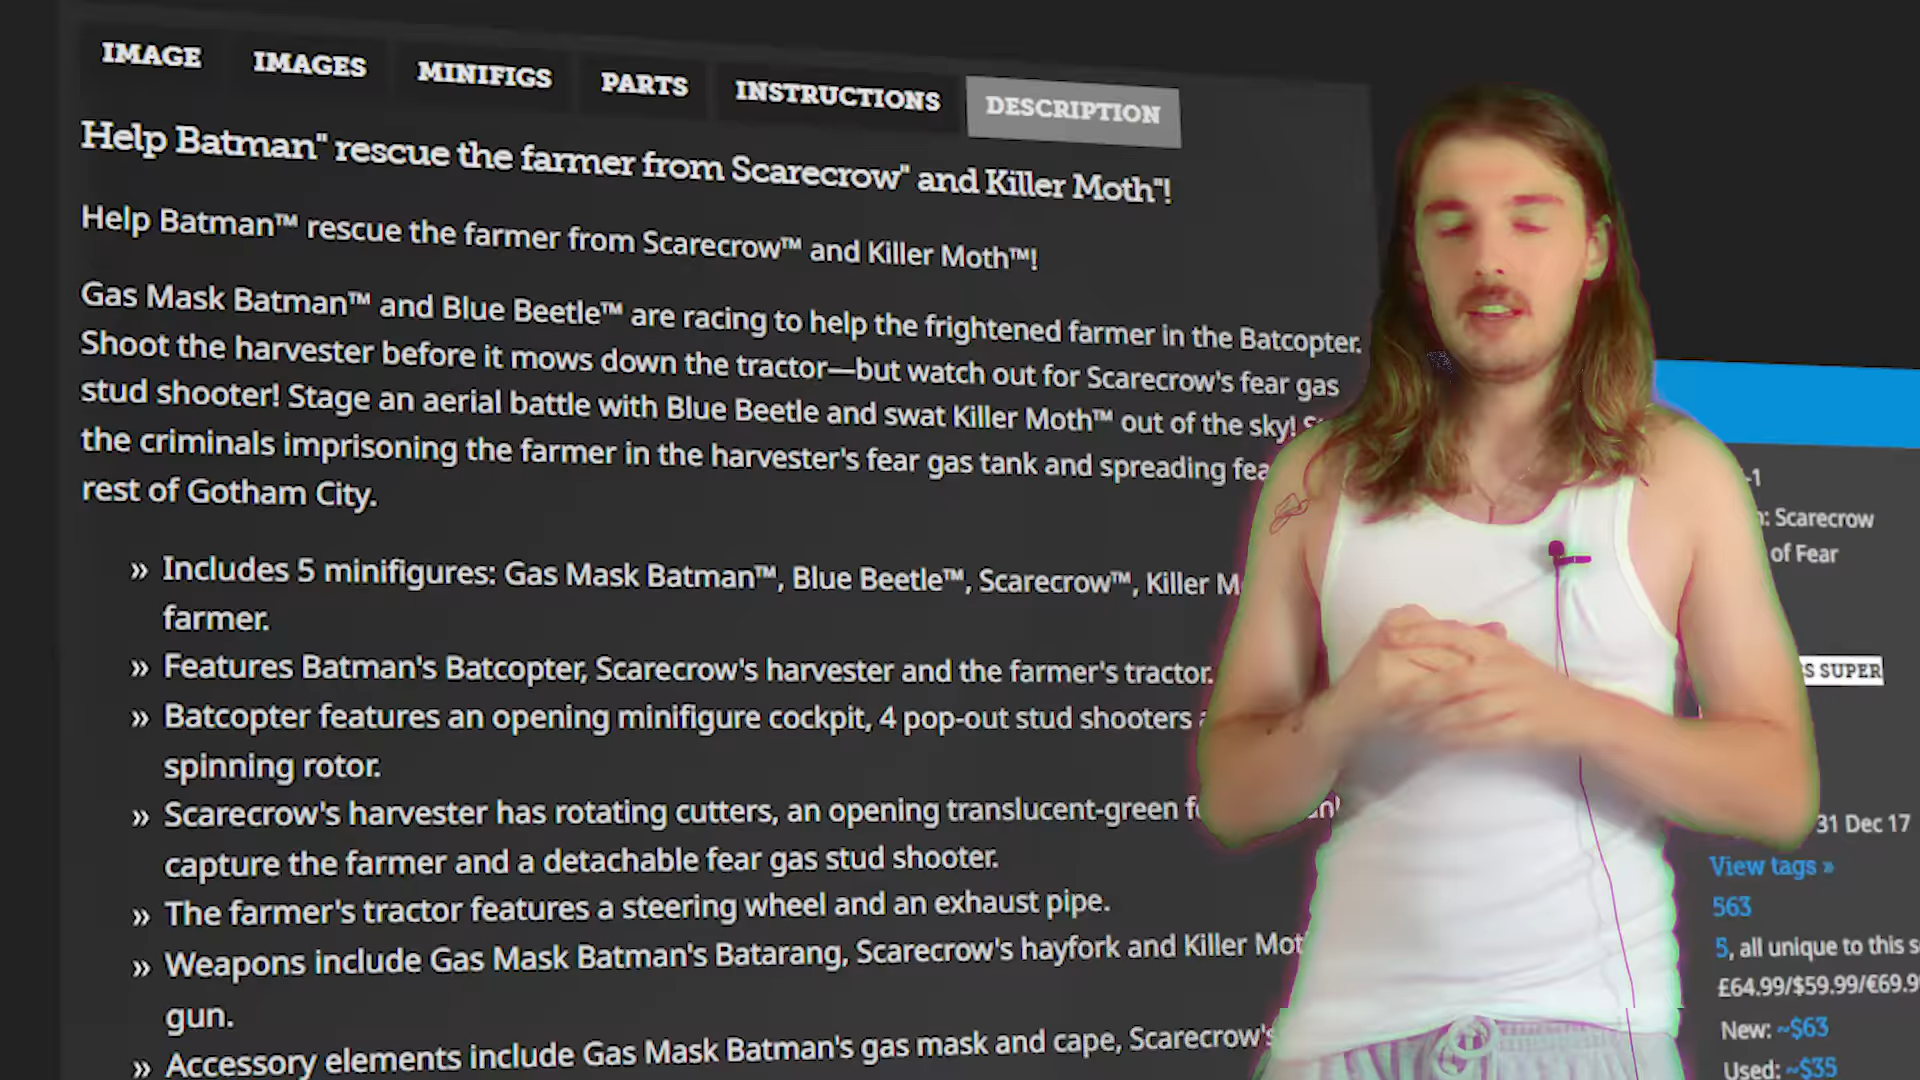 IMAGE IMAGES MINIFIGS PARTS INSTRUCTIONS DESCRIPTION
Help Batman" rescue the farmer from Scarecrow" and Killer Moth"!
Help Batman™ rescue the farmer from Scarecrow™ and Killer Moth™!
Gas Mask Batman™ and Blue Beetle™ are racing to help the frightened farmer in the Batcopter.
Shoot the harvester before it mows down the tractor—but watch out for Scarecrow's fear gas
stud shooter! Stage an aerial battle with Blue Beetle and swat Killer Moth™ out of the sky!
the criminals imprisoning the farmer in the harvester's fear gas tank and spreading
rest of Gotham City.
» Includes 5 minifigures: Gas Mask Batman™, Blue Beetle™, Scarecrow™, Killer
farmer.
» Features Batman's Batcopter, Scarecrow's harvester and the farmer's tractor.
» Batcopter features an opening minifigure cockpit, 4 pop-out stud shooters
spinning rotor.
» Scarecrow's harvester has rotating cutters, an opening translucent-green
capture the farmer and a detachable fear gas stud shooter.
» The farmer's tractor features a steering wheel and an exhaust pipe.
» Weapons include Gas Mask Batman's Batarang, Scarecrow's hayfork and Killer
gun.
» Accessory elements include Gas Mask Batman's gas mask and cape, Scarecrow's
-1
: Scarecrow
of Fear
SUPER
31 Dec 17
View tags »
563
5, all unique to this
£64.99/$59.99/€69.9
New: ~$63
Used: ~$35